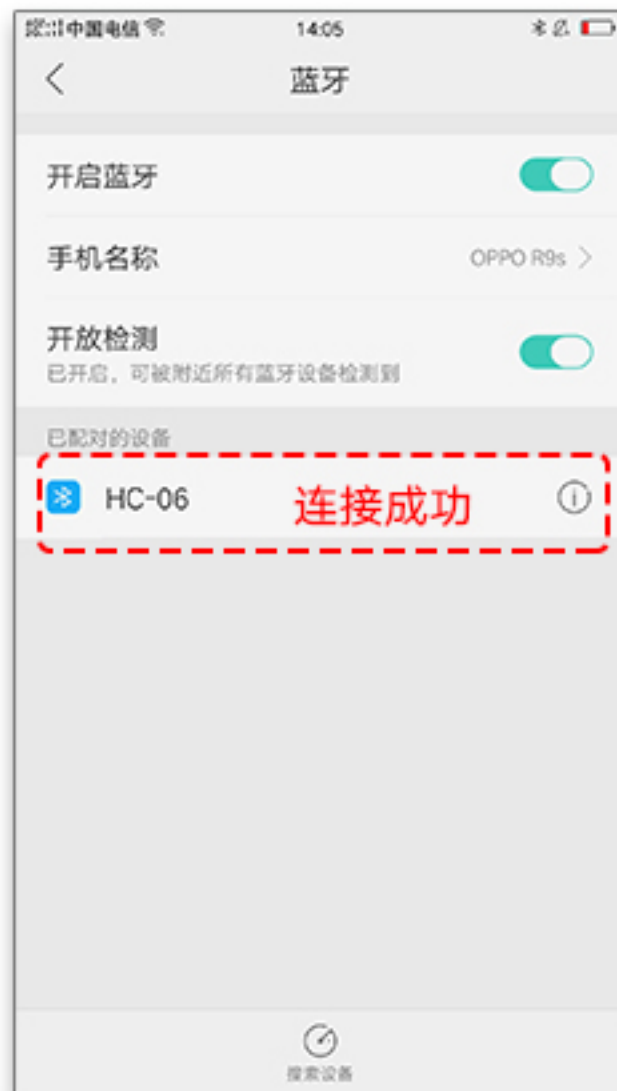 中国电信 14:05
蓝牙
开启蓝牙
手机名称 OPPO R9s
开放检测
已开启，可被附近所有蓝牙设备检测到
已配对的设备
HC-06 连接成功
搜索设备